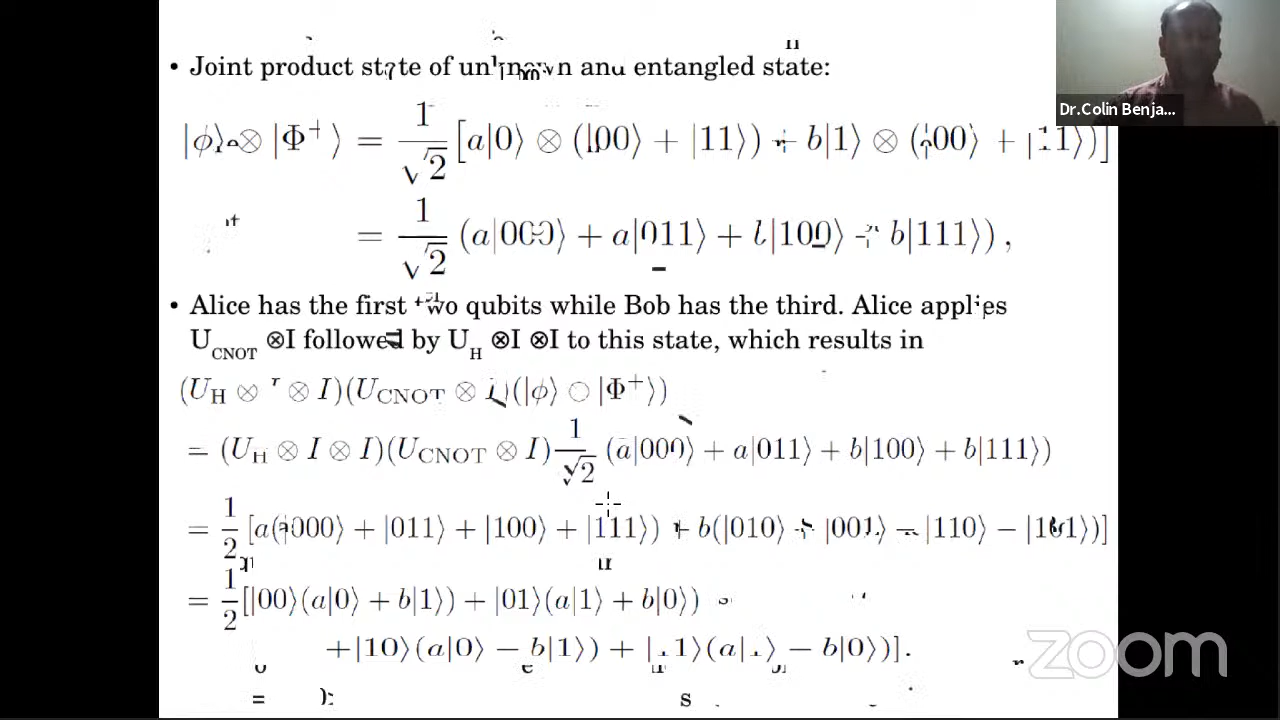 • Joint product state of unknown and entangled state:
|ϕ⟩ ⊗ |Φ⁺⟩ = 1/√2 [a|0⟩ ⊗ (|00⟩ + |11⟩) + b|1⟩ ⊗ (|00⟩ + |11⟩)]
= 1/√2 (a|000⟩ + a|011⟩ + b|100⟩ + b|111⟩),
• Alice has the first two qubits while Bob has the third. Alice applies
U_CNOT ⊗I followed by U_H ⊗I ⊗I to this state, which results in
(U_H ⊗ I ⊗ I)(U_CNOT ⊗ I)(|ϕ⟩ ⊗ |Φ⁺⟩)
= (U_H ⊗ I ⊗ I)(U_CNOT ⊗ I) 1/√2 (a|000⟩ + a|011⟩ + b|100⟩ + b|111⟩)
= 1/2 [a(|000⟩ + |011⟩ + |100⟩ + |111⟩) + b(|010⟩ + |001⟩ − |110⟩ − |101⟩)]
= 1/2 [|00⟩(a|0⟩ + b|1⟩) + |01⟩(a|1⟩ + b|0⟩)
+|10⟩(a|0⟩ − b|1⟩) + |11⟩(a|1⟩ − b|0⟩)].
Dr.Colin Benja...
zoom